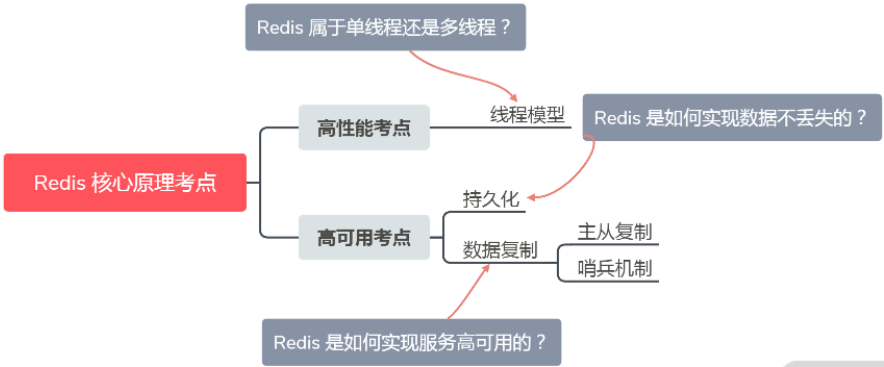 Redis 属于单线程还是多线程？
线程模型
Redis 是如何实现数据不丢失的？
高性能考点
Redis 核心原理考点
持久化
高可用考点
主从复制
数据复制
哨兵机制
Redis 是如何实现服务高可用的？